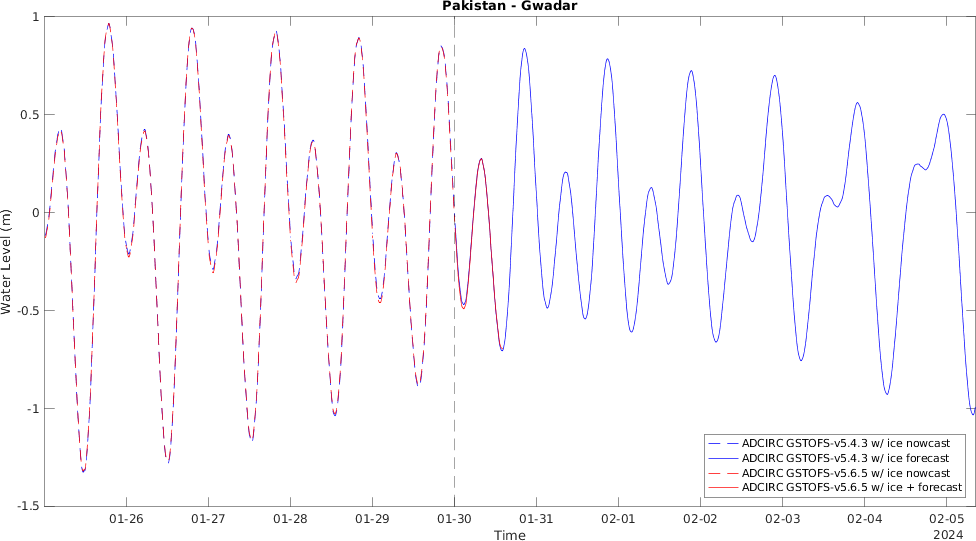 Pakistan - Gwadar
1
0.5
0
-0.5
-1
-1.5
Water Level (m)
01-26 01-27 01-28 01-29 01-30 01-31 02-01 02-02 02-03 02-04 02-05
Time
2024
ADCIRC GSTOFS-v5.4.3 w/ ice nowcast
ADCIRC GSTOFS-v5.4.3 w/ ice forecast
ADCIRC GSTOFS-v5.6.5 w/ ice nowcast
ADCIRC GSTOFS-v5.6.5 w/ ice + forecast